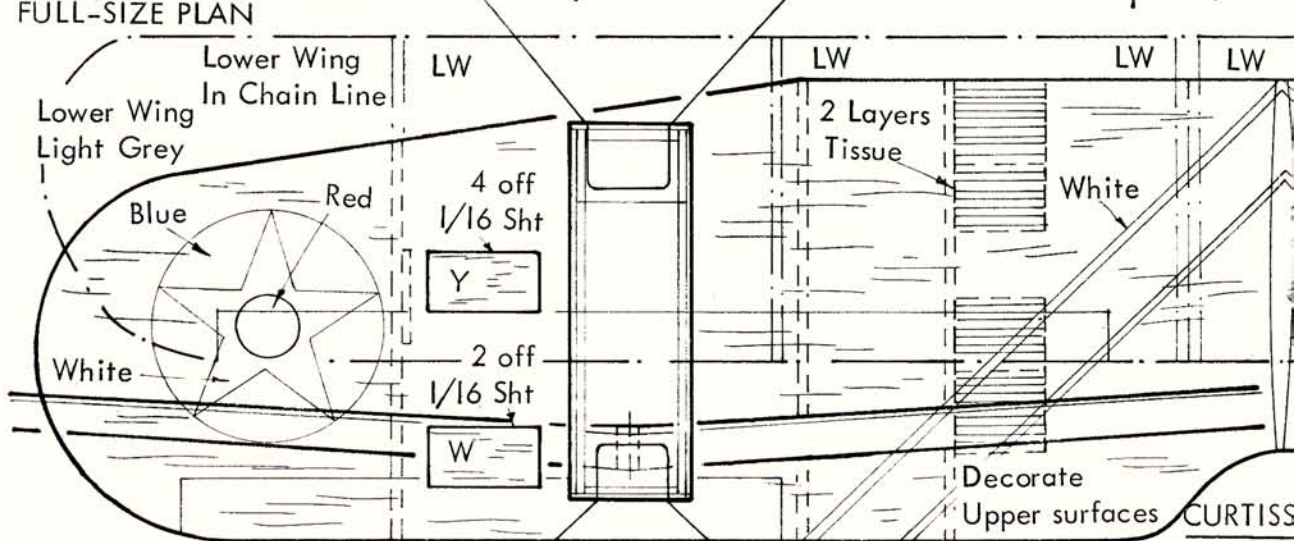 FULL-SIZE PLAN
Lower Wing
In Chain Line
LW
LW
LW
LW
Lower Wing
Light Grey
2 Layers
Tissue
4 off
1/16 Sht
White
Blue
Red
Y
White
2 off
1/16 Sht
W
Decorate
Upper surfaces
CURTISS